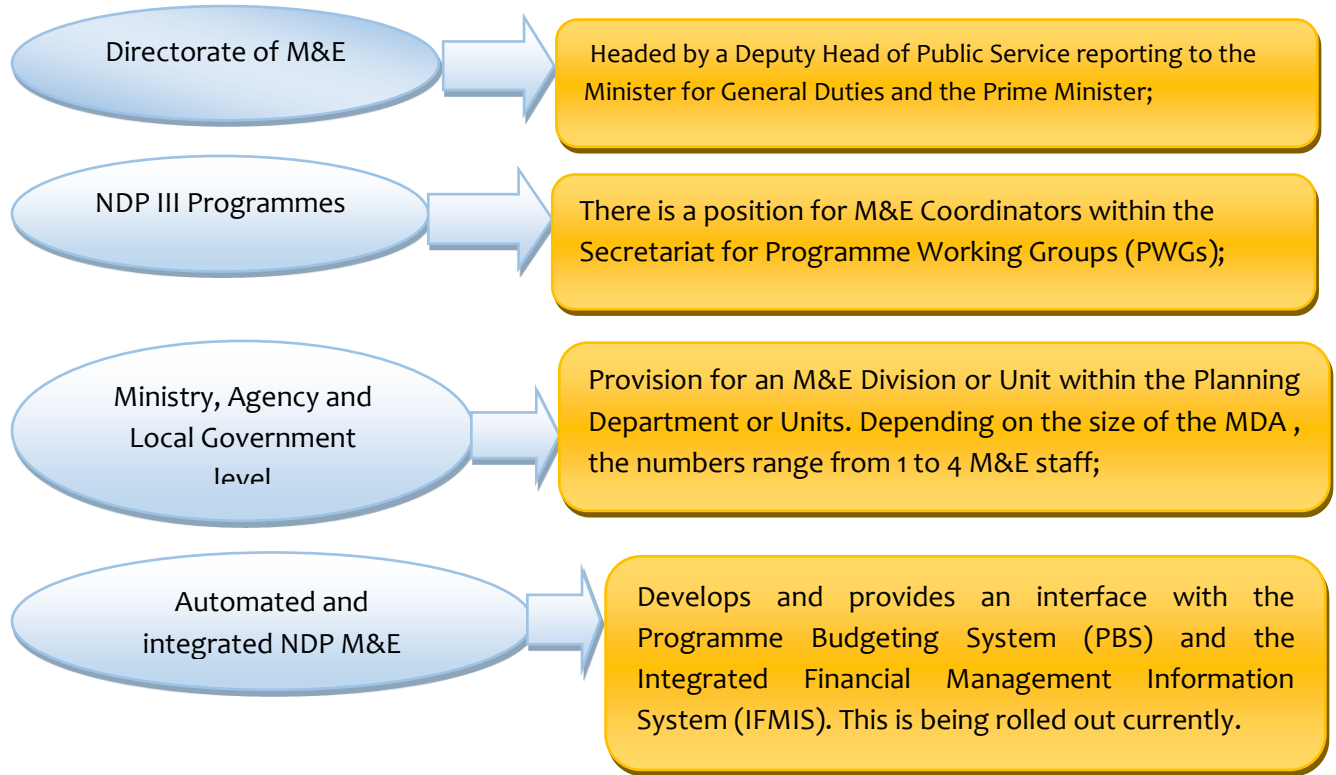 Directorate of M&E
Headed by a Deputy Head of Public Service reporting to the
Minister for General Duties and the Prime Minister;
NDP III Programmes
There is a position for M&E Coordinators within the
Secretariat for Programme Working Groups (PWGs);
Ministry, Agency and
Local Government
level
Provision for an M&E Division or Unit within the Planning
Department or Units. Depending on the size of the MDA ,
the numbers range from 1 to 4 M&E staff;
Automated and
integrated NDP M&E
Develops and provides an interface with the
Programme Budgeting System (PBS) and the
Integrated Financial Management Information
System (IFMIS). This is being rolled out currently.